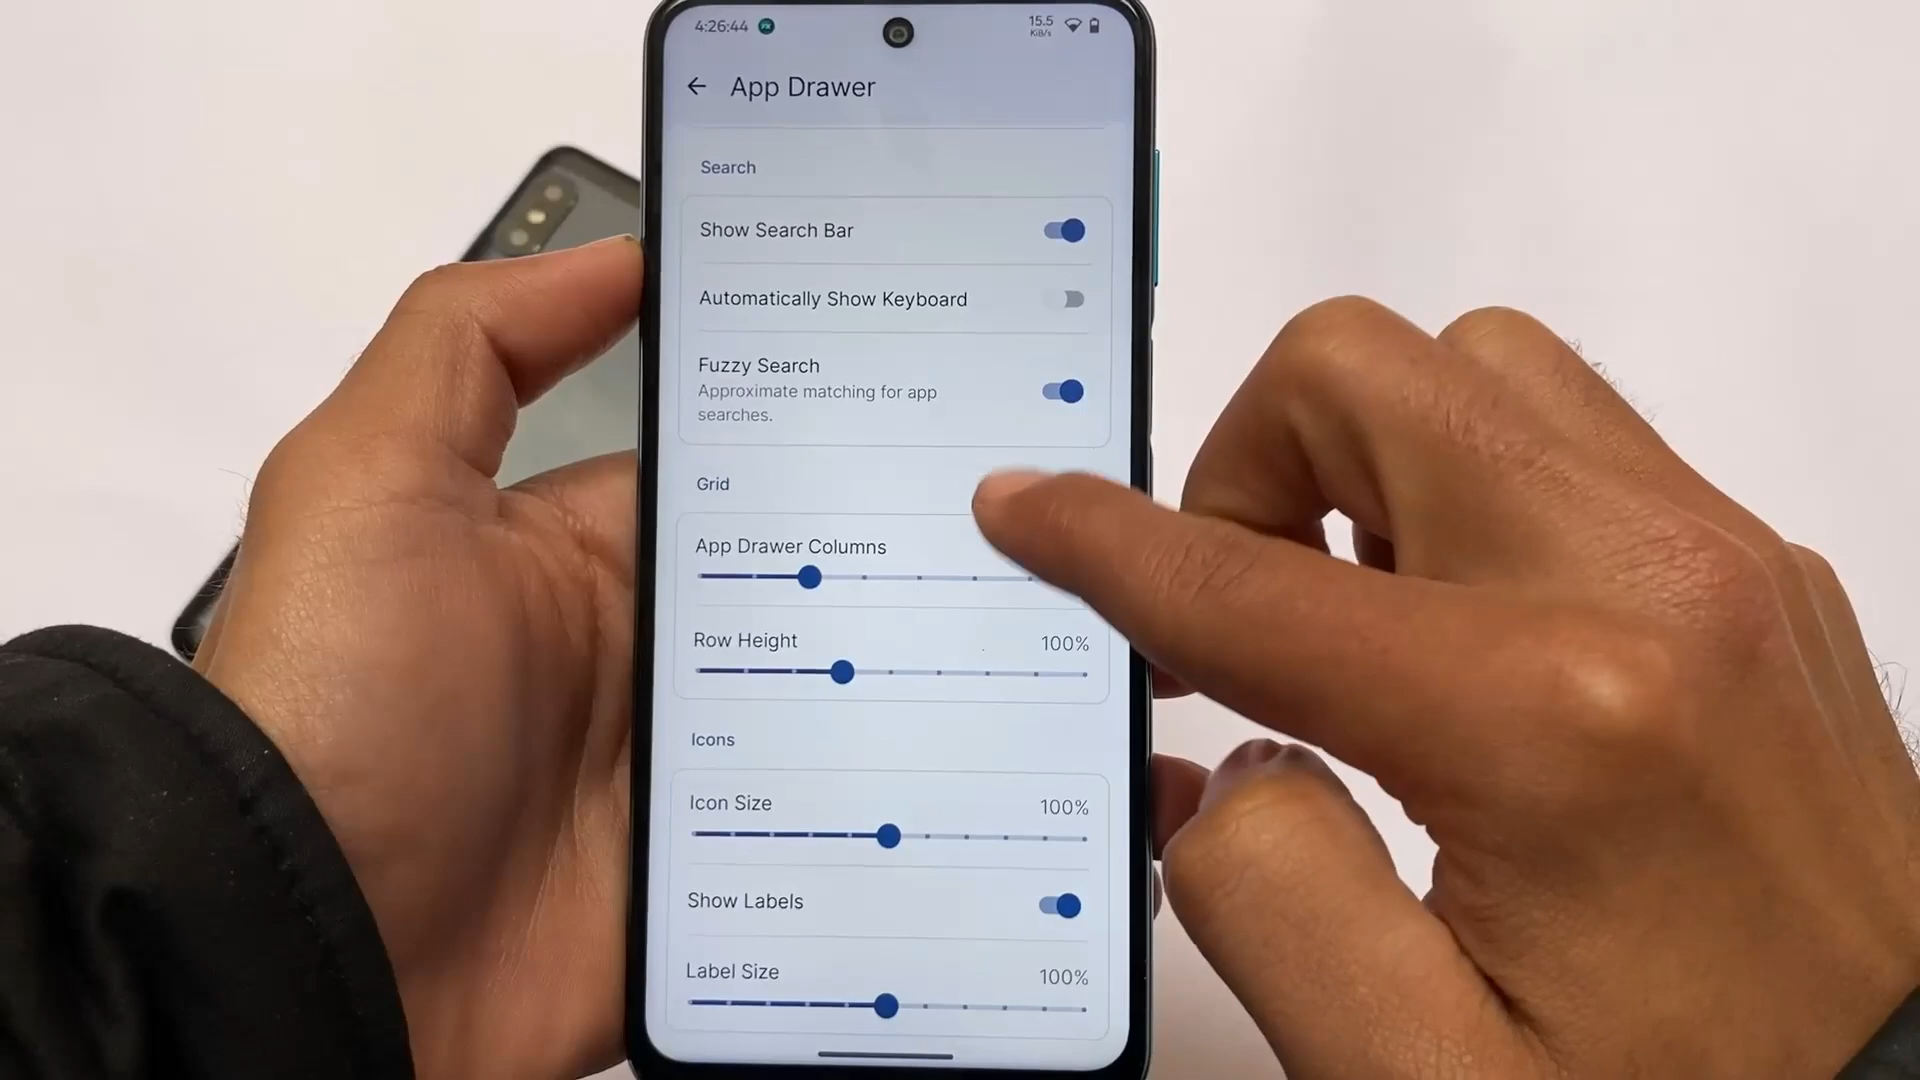 4:26:44
15.5
KiB/s
App Drawer
Search
Show Search Bar
Automatically Show Keyboard
Fuzzy Search
Approximate matching for app
searches.
Grid
App Drawer Columns
Row Height 100%
Icons
Icon Size 100%
Show Labels
Label Size 100%